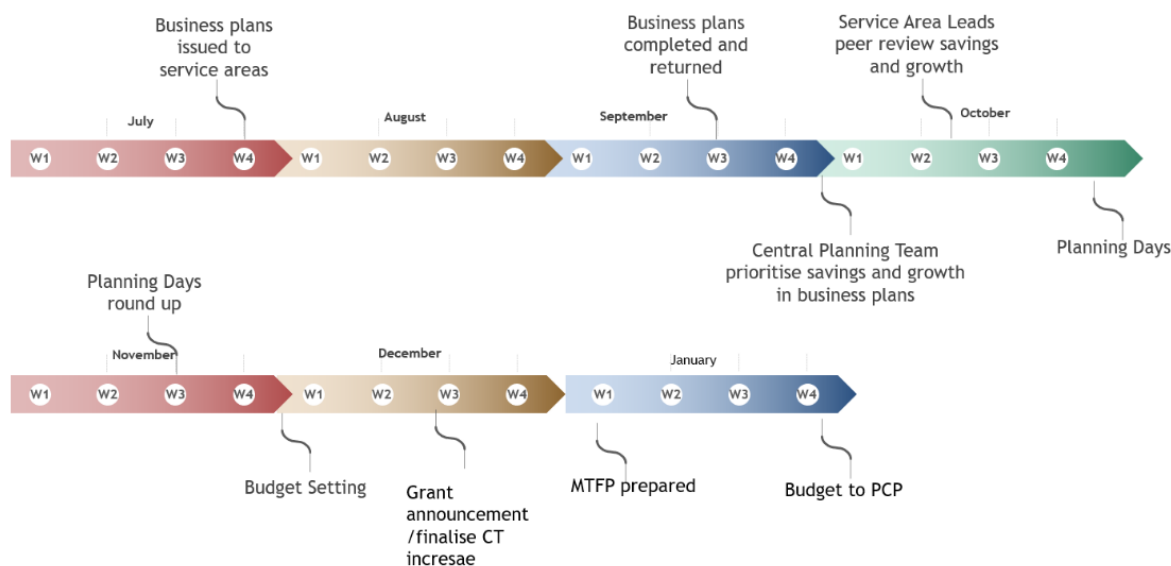 Business plans
issued to
service areas
Business plans
completed and
returned
Service Area Leads
peer review savings
and growth
July
August
September
October
W1 W2 W3 W4 W1 W2 W3 W4 W1 W2 W3 W4 W1 W2 W3 W4
Central Planning Team
prioritise savings and growth
in business plans
Planning Days
Planning Days
round up
November
December
January
W1 W2 W3 W4 W1 W2 W3 W4 W1 W2 W3 W4
Budget Setting
Grant
announcement
/finalise CT
incresae
MTFP prepared
Budget to PCP